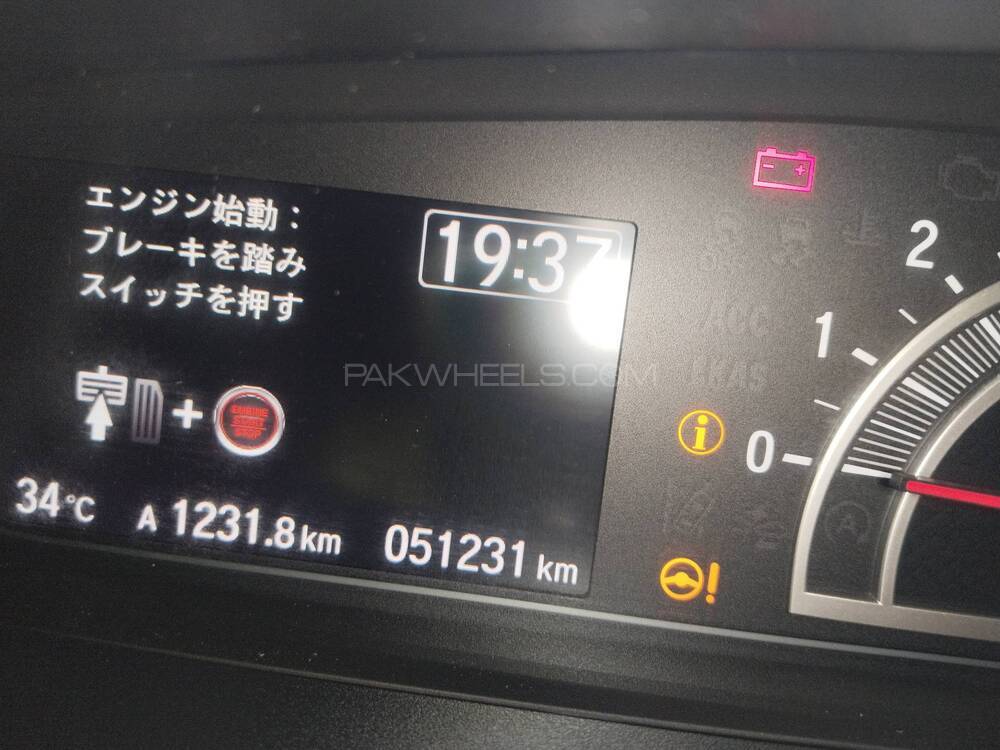 エンジン始動：
ブレーキを踏み
スイッチを押す
19:37
PAKWHEELS.COM
ENGINE
START
STOP
34℃
A 1231.8 km
051231 km
2
1
0
ACC
LKAS